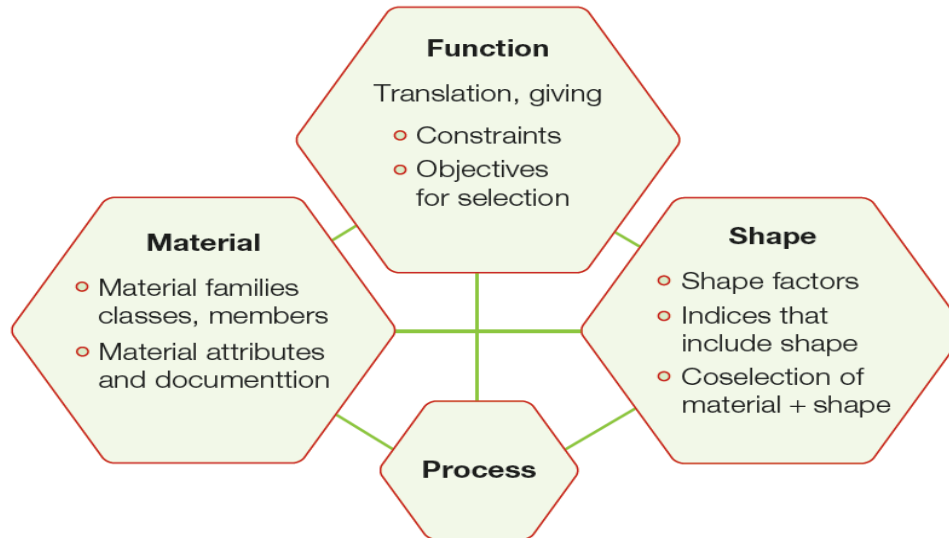 Function
Translation, giving
Constraints
Objectives
for selection
Material
Material families
classes, members
Material attributes
and documenttion
Shape
Shape factors
Indices that
include shape
Coselection of
material + shape
Process